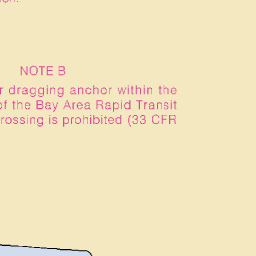 NOTE B
dragging anchor within the
of the Bay Area Rapid Transit
rossing is prohibited (33 CFR